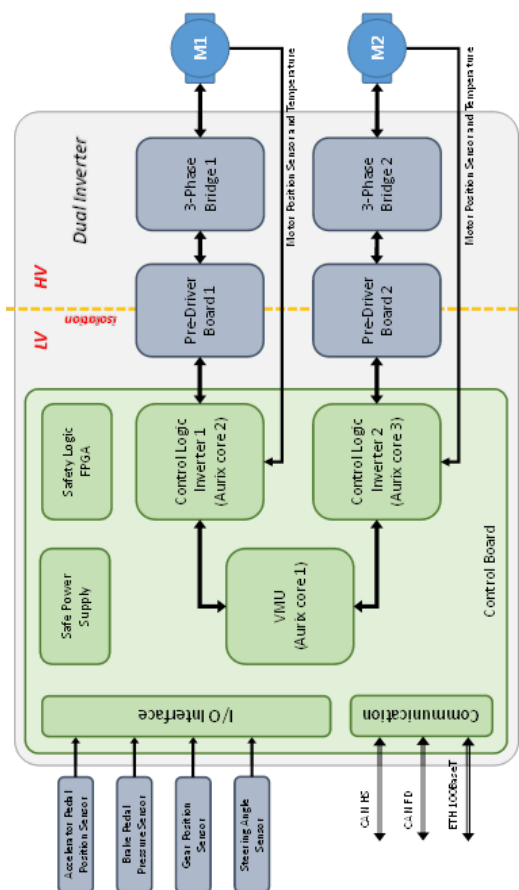 Accelerator Pedal
Position Sensor
Brake Pedal
Pressure Sensor
Gear Position
Sensor
Steering Angle
Sensor
I/O Interface
Communication
CAN HS
CAN FD
ETH 100BaseT
Safe Power
Supply
Safety Logic
FPGA
VMU
(Aurix core 1)
Control Logic
Inverter 1
(Aurix core 2)
Control Logic
Inverter 2
(Aurix core 3)
Control Board
LV
HV
isolation
Dual Inverter
Pre-Driver
Board 1
3-Phase
Bridge 1
M1
Motor Position Sensor and Temperature
Pre-Driver
Board 2
3-Phase
Bridge 2
M2
Motor Position Sensor and Temperature